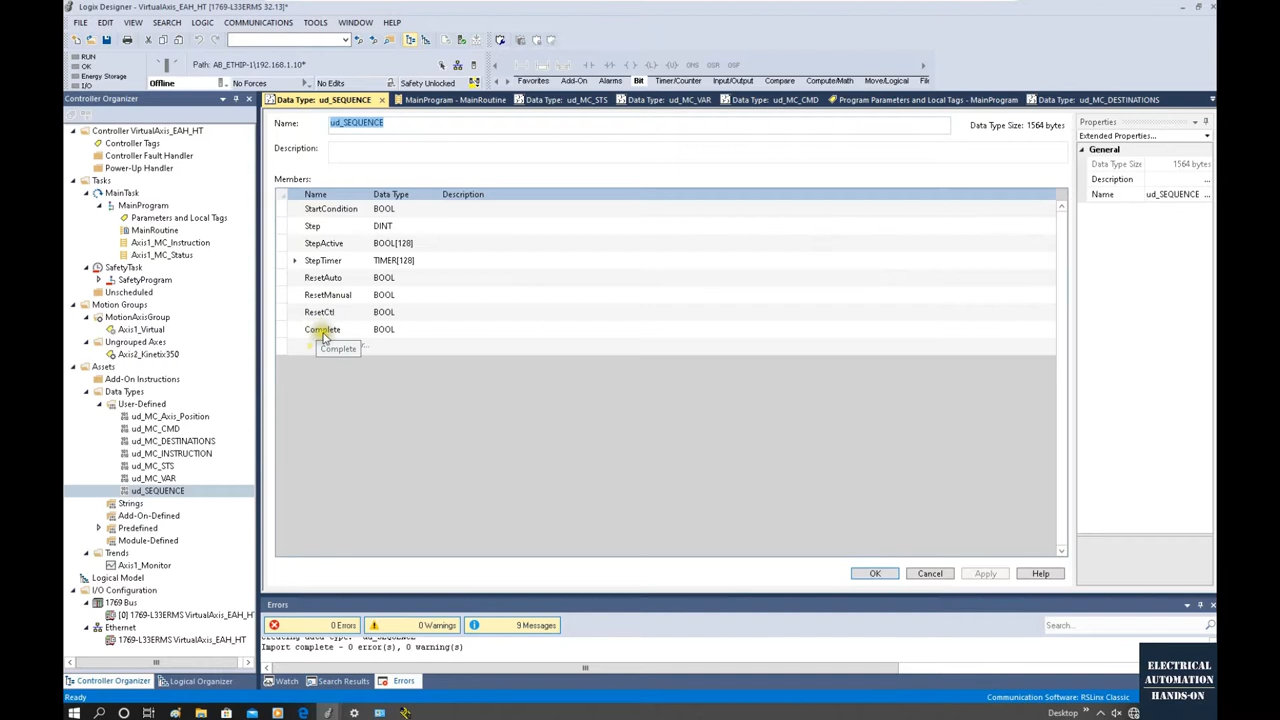 Logix Designer - VirtualAxis_EAH_HT [1769-L33ERMS 32.13]*
FILE EDIT VIEW SEARCH LOGIC COMMUNICATIONS TOOLS WINDOW HELP
RUN
OK
Energy Storage
I/O
Path: AB_ETHIP-1\192.168.1.10*
Offline No Forces No Edits Safety Unlocked
Favorites Add-On Alarms Bit Timer/Counter Input/Output Compare Compute/Math Move/Logical
Controller Organizer
Data Type: ud_SEQUENCE MainProgram - MainRoutine Data Type: ud_MC_STS Data Type: ud_MC_VAR Data Type: ud_MC_CMD Program Parameters and Local Tags - MainProgram Data Type: ud_MC_DESTINATIONS
Controller VirtualAxis_EAH_HT
Controller Tags
Controller Fault Handler
Power-Up Handler
Tasks
MainTask
MainProgram
Parameters and Local Tags
MainRoutine
Axis1_MC_Instruction
Axis1_MC_Status
SafetyTask
SafetyProgram
Unscheduled
Motion Groups
MotionAxisGroup
Axis1_Virtual
Ungrouped Axes
Axis2_Kinetix350
Assets
Add-On Instructions
Data Types
User-Defined
ud_MC_Axis_Position
ud_MC_CMD
ud_MC_DESTINATIONS
ud_MC_INSTRUCTION
ud_MC_STS
ud_MC_VAR
ud_SEQUENCE
Strings
Add-On-Defined
Predefined
Module-Defined
Trends
Axis1_Monitor
Logical Model
I/O Configuration
1769 Bus
[0] 1769-L33ERMS VirtualAxis_EAH_HT
Ethernet
1769-L33ERMS VirtualAxis_EAH_HT
Controller Organizer Logical Organizer
Name: ud_SEQUENCE Data Type Size: 1564 bytes
Description:
Members:
Name Data Type Description
StartCondition BOOL
Step DINT
StepActive BOOL[128]
StepTimer TIMER[128]
ResetAuto BOOL
ResetManual BOOL
ResetCtl BOOL
Complete BOOL
Complete
OK Cancel Apply Help
Properties
Extended Properties...
General
Data Type Size 1564 bytes
Description ...
Name ud_SEQUENCE ...
Errors
0 Errors 0 Warnings 9 Messages Search...
Creating data type: ud_SEQUENCE
Import complete - 0 error(s), 0 warning(s)
Watch Search Results Errors
Ready Communication Software: RSLinx Classic
Desktop
ELECTRICAL
AUTOMATION
HANDS-ON